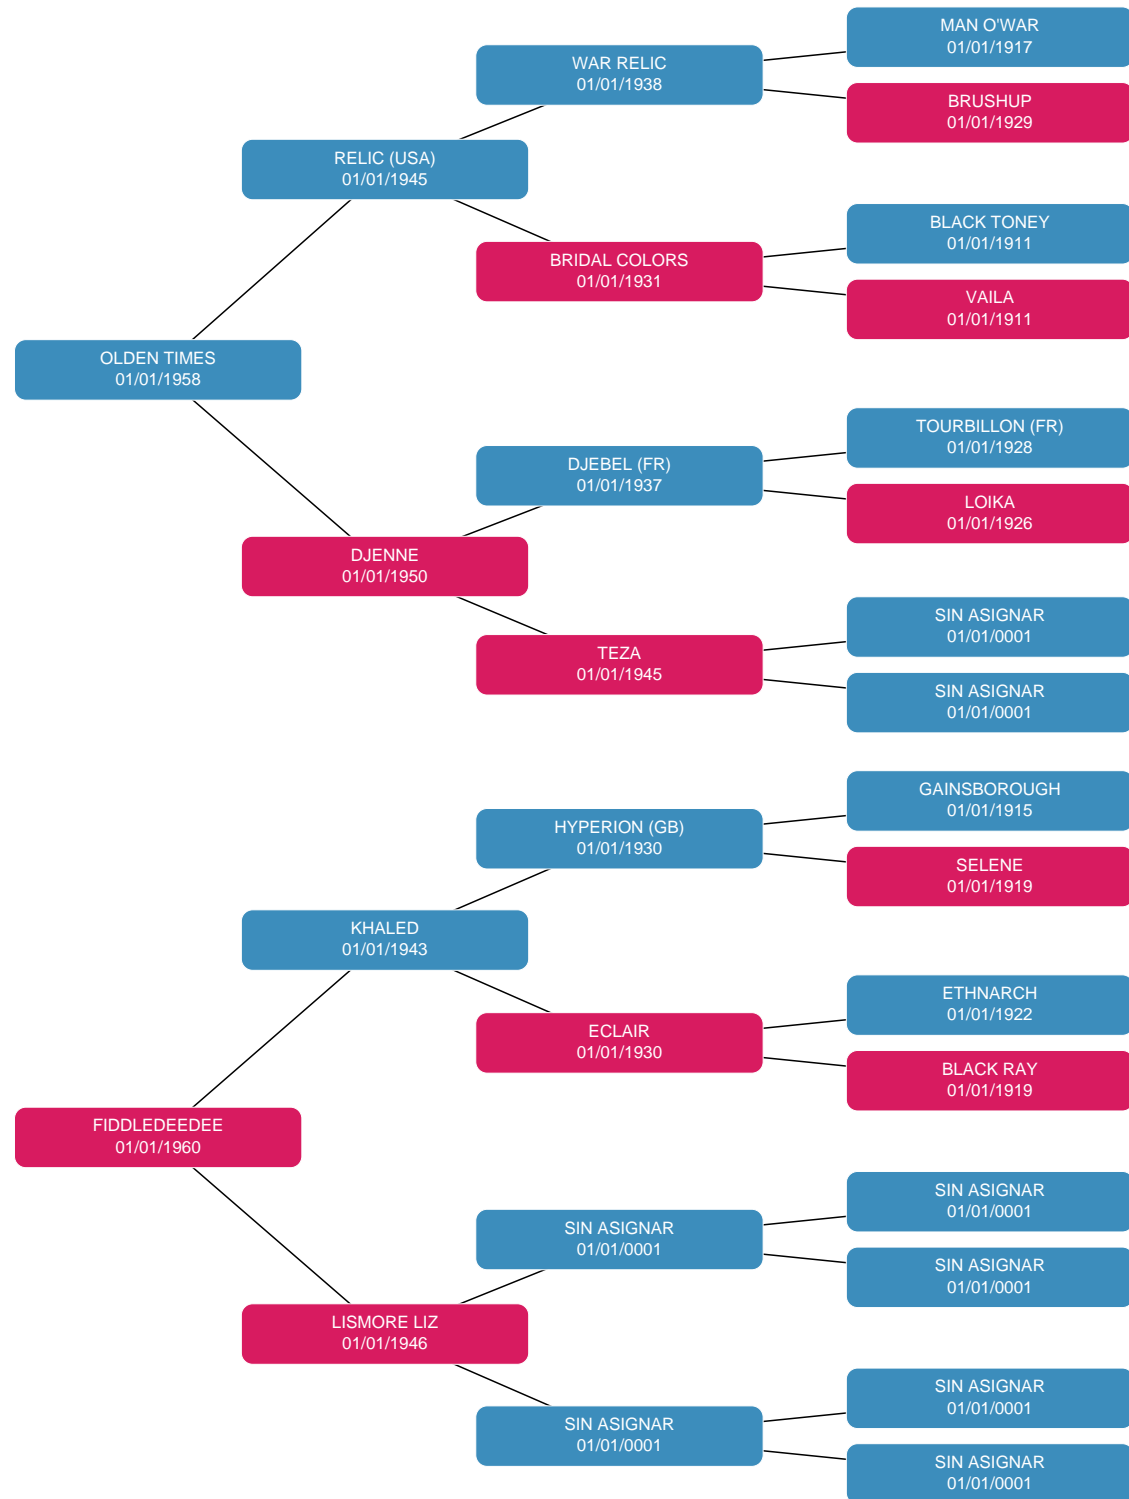 MAN O'WAR
01/01/1917
WAR RELIC
01/01/1938
BRUSHUP
01/01/1929
RELIC (USA)
01/01/1945
BLACK TONEY
01/01/1911
BRIDAL COLORS
01/01/1931
VAILA
01/01/1911
OLDEN TIMES
01/01/1958
TOURBILLON (FR)
01/01/1928
DJEBEL (FR)
01/01/1937
LOIKA
01/01/1926
DJENNE
01/01/1950
SIN ASIGNAR
01/01/0001
TEZA
01/01/1945
SIN ASIGNAR
01/01/0001
GAINSBOROUGH
01/01/1915
HYPERION (GB)
01/01/1930
SELENE
01/01/1919
KHALED
01/01/1943
ETHNARCH
01/01/1922
ECLAIR
01/01/1930
BLACK RAY
01/01/1919
FIDDLEDEEDEE
01/01/1960
SIN ASIGNAR
01/01/0001
SIN ASIGNAR
01/01/0001
SIN ASIGNAR
01/01/0001
LISMORE LIZ
01/01/1946
SIN ASIGNAR
01/01/0001
SIN ASIGNAR
01/01/0001
SIN ASIGNAR
01/01/0001